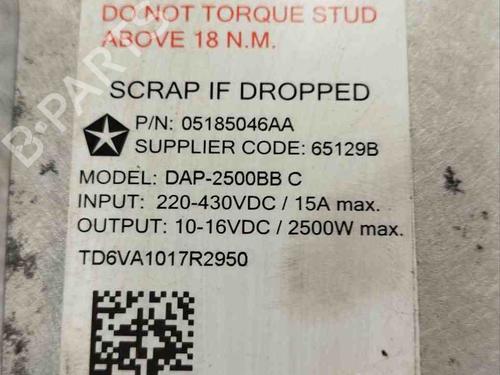 DO NOT TORQUE STUD
ABOVE 18 N.M.
SCRAP IF DROPPED
P/N: 05185046AA
SUPPLIER CODE: 65129B
MODEL: DAP-2500BB C
INPUT: 220-430VDC / 15A max.
OUTPUT: 10-16VDC / 2500W max.
TD6VA1017R2950
B-PARTS